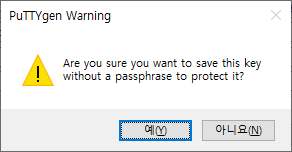 PuTTYgen Warning
Are you sure you want to save this key
without a passphrase to protect it?
예(Y)
아니요(N)